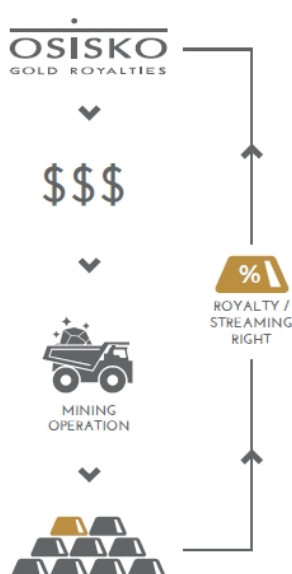 OSISKO
GOLD ROYALTIES
$$$
%
ROYALTY /
STREAMING
RIGHT
MINING
OPERATION